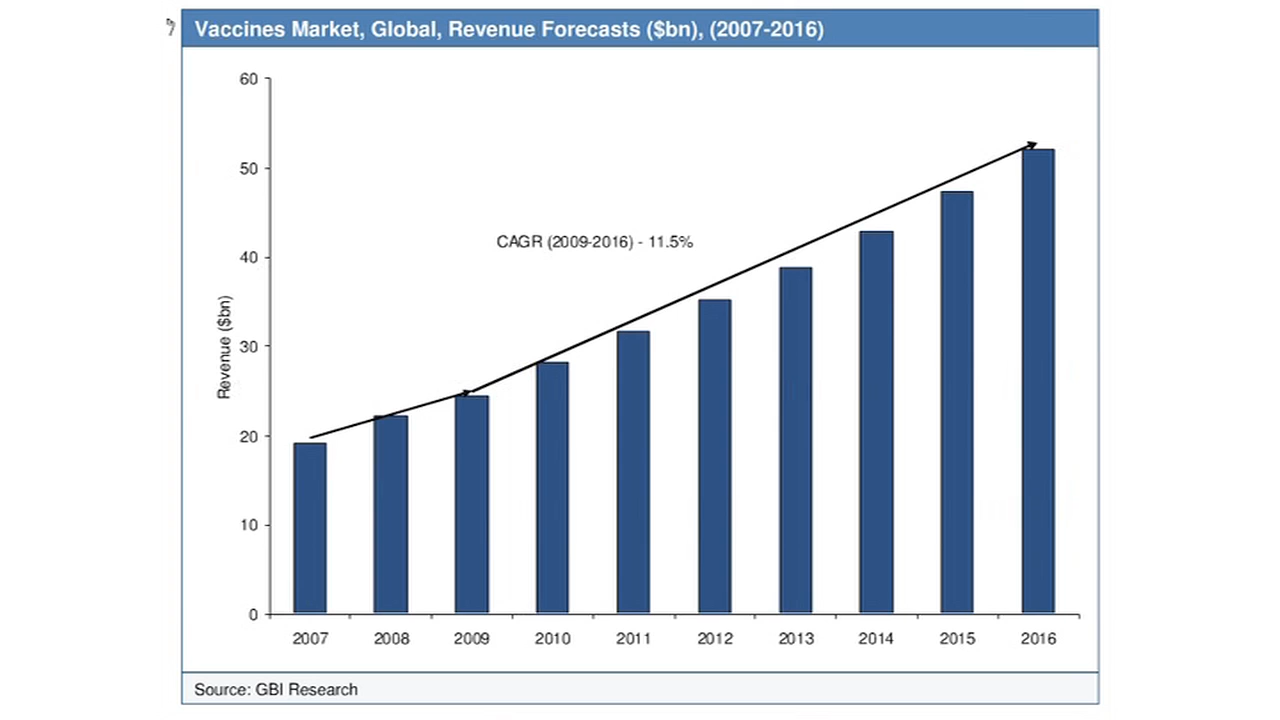 Vaccines Market, Global, Revenue Forecasts ($bn), (2007-2016)
60
50
40
30
20
10
0
Revenue ($bn)
CAGR (2009-2016) - 11.5%
2007 2008 2009 2010 2011 2012 2013 2014 2015 2016
Source: GBI Research